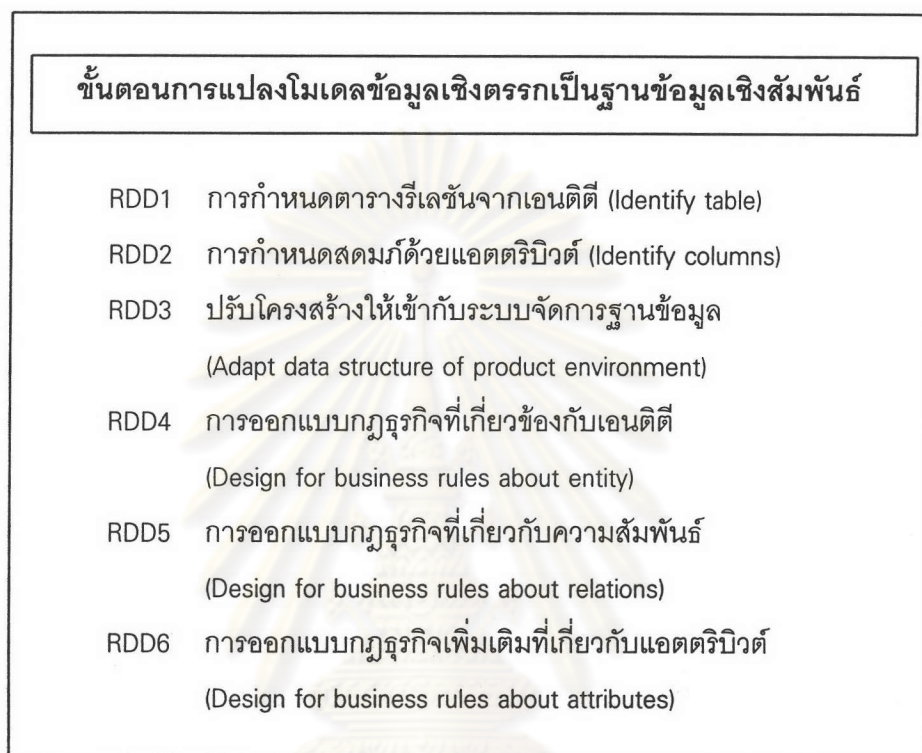 ขั้นตอนการแปลงโมเดลข้อมูลเชิงตรรกเป็นฐานข้อมูลเชิงสัมพันธ์
RDD1 การกำหนดตารางรีเลชันจากเอนติตี (Identify table)
RDD2 การกำหนดสดมภ์ด้วยแอตตริบิวต์ (Identify columns)
RDD3 ปรับโครงสร้างให้เข้ากับระบบจัดการฐานข้อมูล
(Adapt data structure of product environment)
RDD4 การออกแบบกฎธุรกิจที่เกี่ยวข้องกับเอนติตี
(Design for business rules about entity)
RDD5 การออกแบบกฎธุรกิจที่เกี่ยวกับความสัมพันธ์
(Design for business rules about relations)
RDD6 การออกแบบกฎธุรกิจเพิ่มเติมที่เกี่ยวกับแอตตริบิวต์
(Design for business rules about attributes)